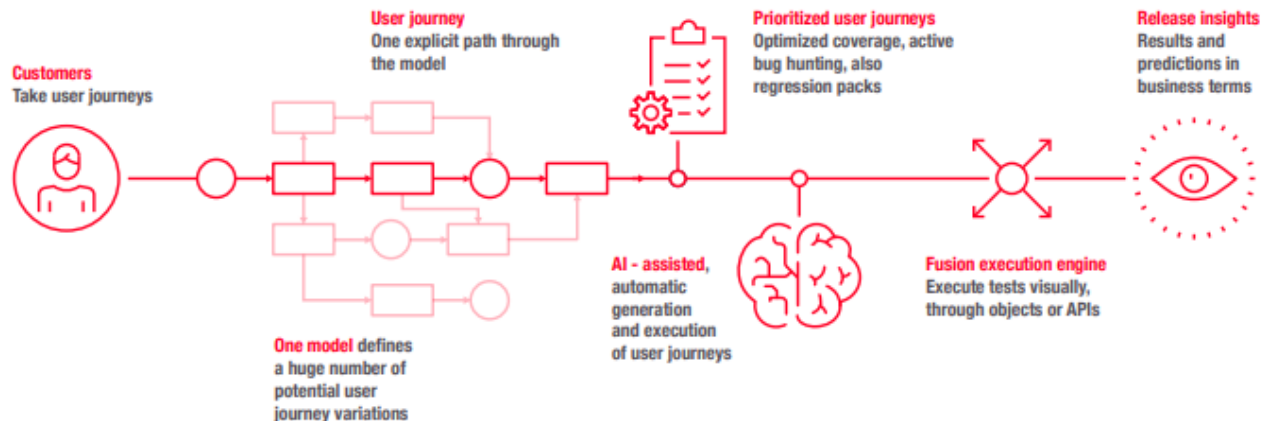 Customers
Take user journeys
User journey
One explicit path through
the model
One model defines
a huge number of
potential user
journey variations
Prioritized user journeys
Optimized coverage, active
bug hunting, also
regression packs
AI - assisted,
automatic
generation
and execution
of user journeys
Fusion execution engine
Execute tests visually,
through objects or APIs
Release insights
Results and
predictions in
business terms